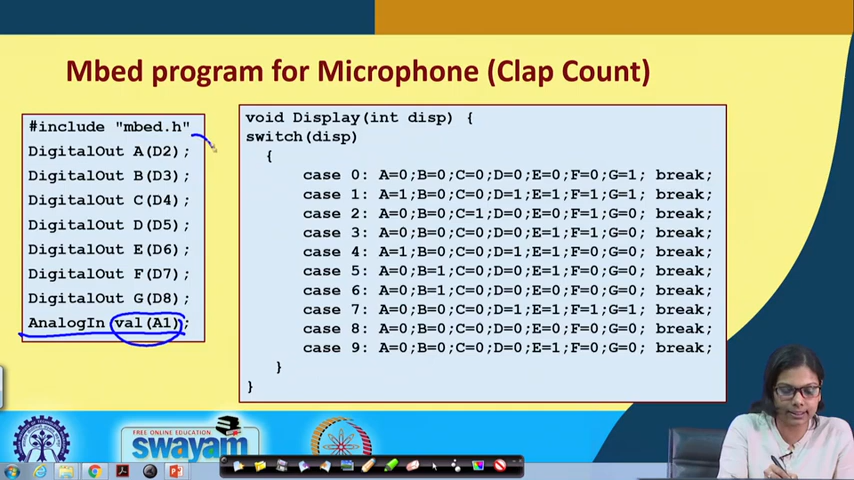 Mbed program for Microphone (Clap Count)
#include "mbed.h"
DigitalOut A(D2);
DigitalOut B(D3);
DigitalOut C(D4);
DigitalOut D(D5);
DigitalOut E(D6);
DigitalOut F(D7);
DigitalOut G(D8);
AnalogIn val(A1);
void Display(int disp) {
switch(disp)
{
case 0: A=0;B=0;C=0;D=0;E=0;F=0;G=1; break;
case 1: A=1;B=0;C=0;D=1;E=1;F=1;G=1; break;
case 2: A=0;B=0;C=1;D=0;E=0;F=1;G=0; break;
case 3: A=0;B=0;C=0;D=0;E=1;F=1;G=0; break;
case 4: A=1;B=0;C=0;D=1;E=1;F=0;G=0; break;
case 5: A=0;B=1;C=0;D=0;E=1;F=0;G=0; break;
case 6: A=0;B=1;C=0;D=0;E=0;F=0;G=0; break;
case 7: A=0;B=0;C=0;D=1;E=1;F=1;G=1; break;
case 8: A=0;B=0;C=0;D=0;E=0;F=0;G=0; break;
case 9: A=0;B=0;C=0;D=0;E=1;F=0;G=0; break;
}
}
FREE ONLINE EDUCATION
swayam